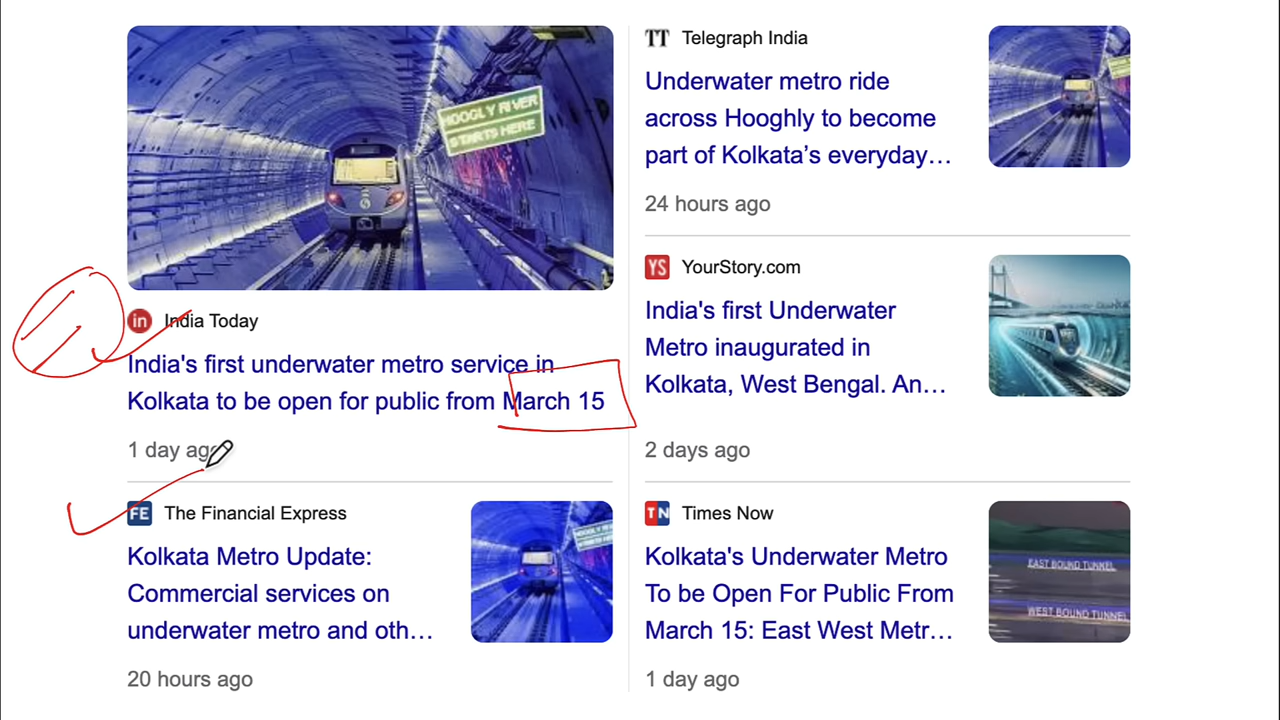 HOOGLY RIVER
STARTS HERE
in India Today
India's first underwater metro service in
Kolkata to be open for public from March 15
1 day ago
FE The Financial Express
Kolkata Metro Update:
Commercial services on
underwater metro and oth…
20 hours ago
TT Telegraph India
Underwater metro ride
across Hooghly to become
part of Kolkata’s everyday…
24 hours ago
YS YourStory.com
India's first Underwater
Metro inaugurated in
Kolkata, West Bengal. An…
2 days ago
TN Times Now
Kolkata's Underwater Metro
To be Open For Public From
March 15: East West Metr…
1 day ago
EAST BOUND TUNNEL
WEST BOUND TUNNEL